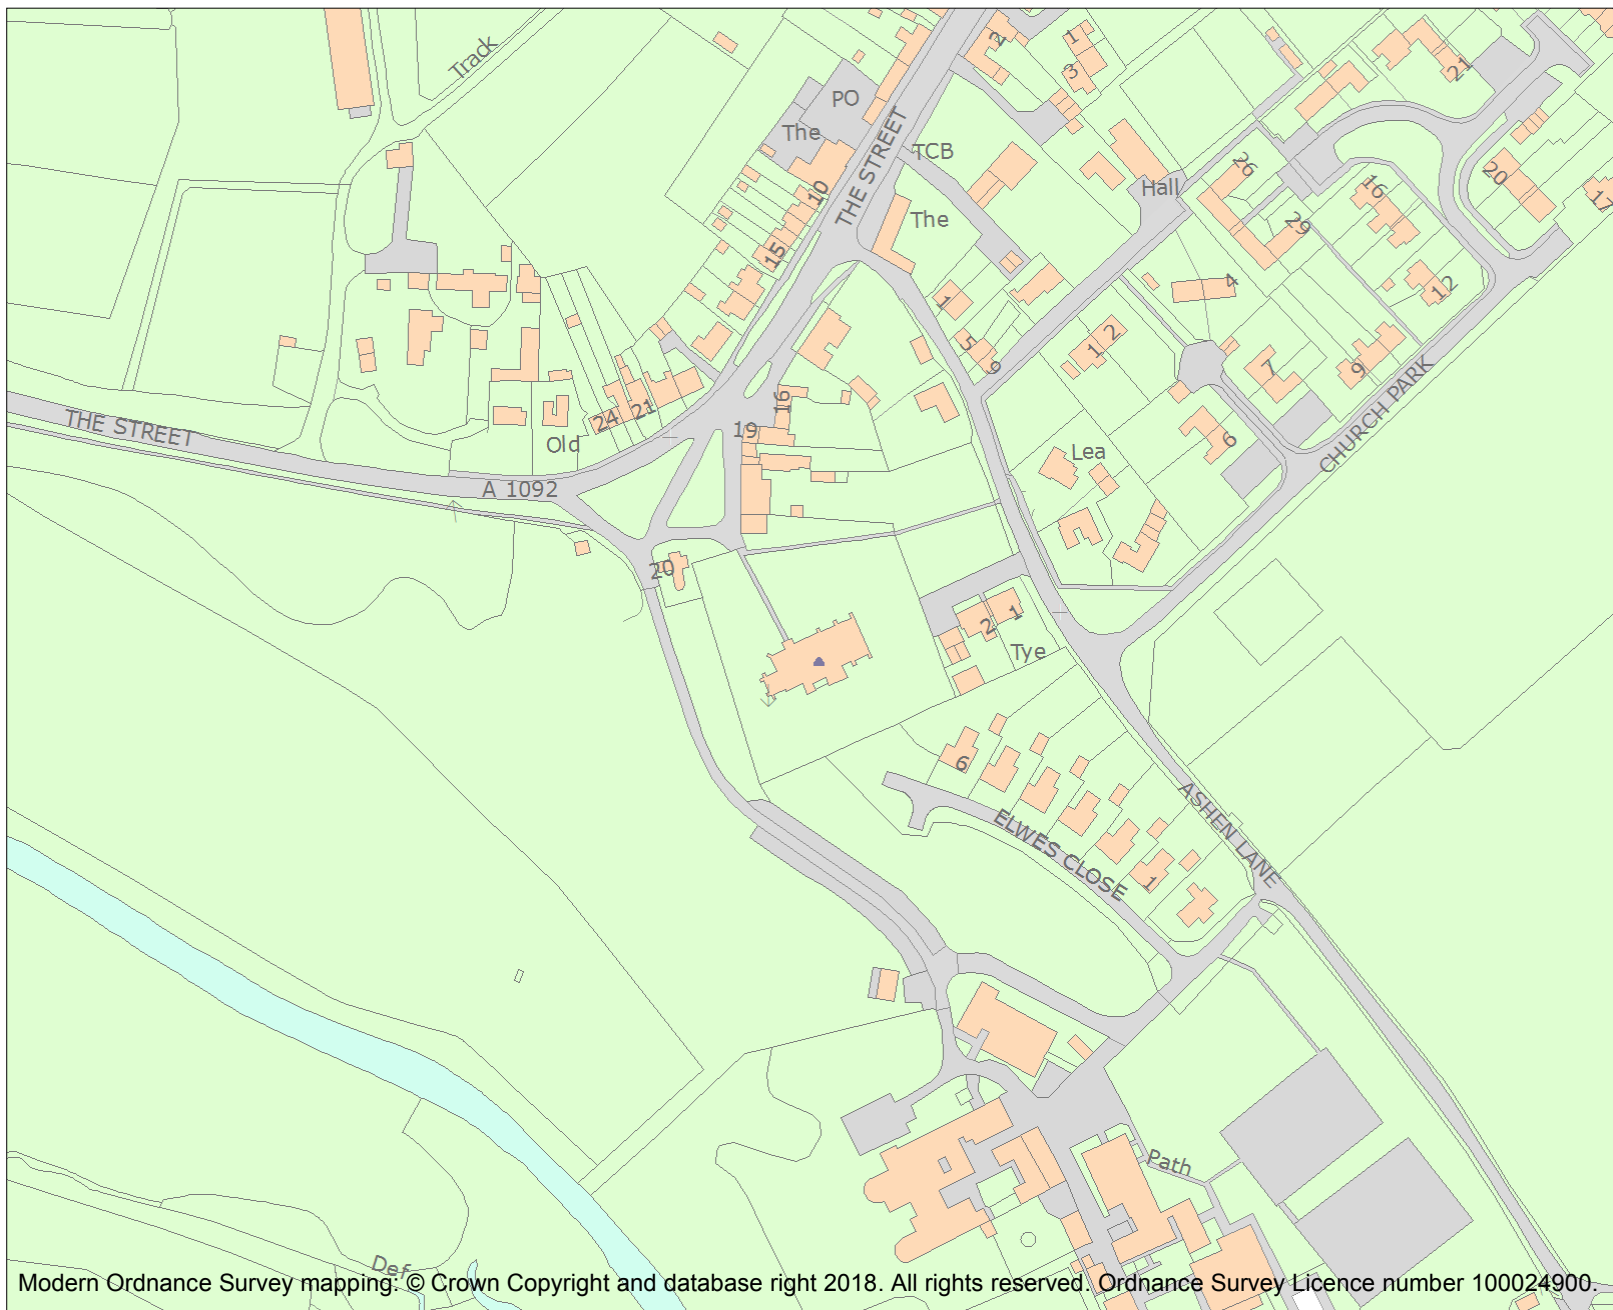 Track
2
1
3
21
PO
The
THE STREET
TCB
10
The
Hall
26
16
20
17
29
15
4
12
1
5
9
1 2
7
9
CHURCH PARK
THE STREET
24 21
Old
19
16
Lea
6
A 1092
20
2 1
Tye
6
ELWES CLOSE
1
ASHEN LANE
Path
Def
Modern Ordnance Survey mapping: © Crown Copyright and database right 2018. All rights reserved. Ordnance Survey Licence number 100024900.